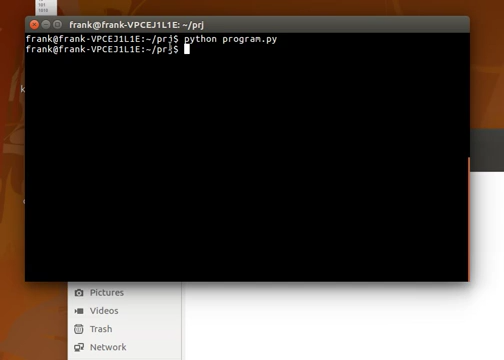 frank@frank-VPCEJ1L1E: ~/prj
frank@frank-VPCEJ1L1E:~/prj$ python program.py
frank@frank-VPCEJ1L1E:~/prj$
Pictures
Videos
Trash
Network